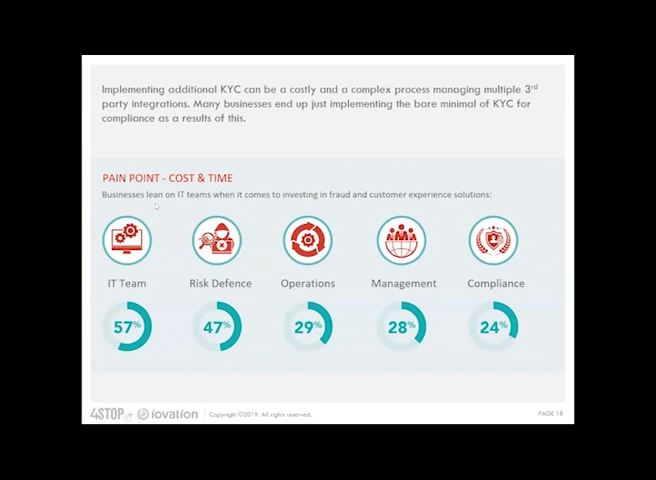 Implementing additional KYC can be a costly and a complex process managing multiple 3rd
party integrations. Many businesses end up just implementing the bare minimal of KYC for
compliance as a results of this.
PAIN POINT - COST & TIME
Businesses lean on IT teams when it comes to investing in fraud and customer experience solutions:
IT Team Risk Defence Operations Management Compliance
57% 47% 29% 28% 24%
4STOP iovation Copyright ©2019. All rights reserved. PAGE 18